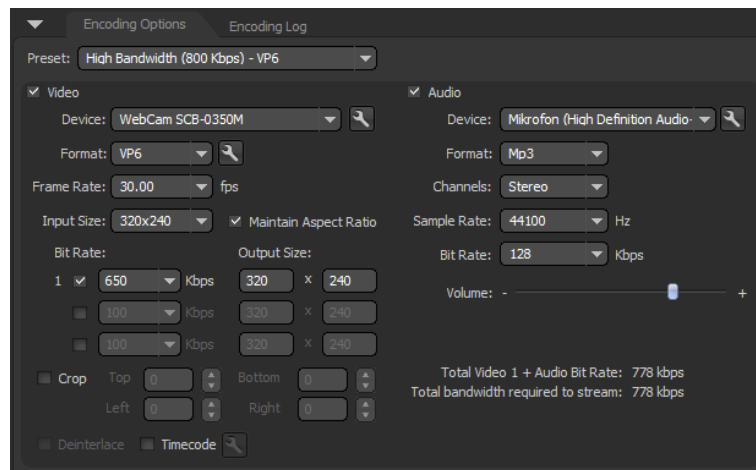 Encoding Options Encoding Log
Preset: High Bandwidth (800 Kbps) - VP6
Video
Device: WebCam SCB-0350M
Format: VP6
Frame Rate: 30.00 fps
Input Size: 320x240 Maintain Aspect Ratio
Bit Rate: Output Size:
1 650 Kbps 320 x 240
100 Kbps 320 x 240
100 Kbps 320 x 240
Crop Top 0 Bottom 0
Left 0 Right 0
Deinterlace Timecode
Audio
Device: Mikrofon (High Definition Audio-
Format: Mp3
Channels: Stereo
Sample Rate: 44100 Hz
Bit Rate: 128 Kbps
Volume: - +
Total Video 1 + Audio Bit Rate: 778 kbps
Total bandwidth required to stream: 778 kbps